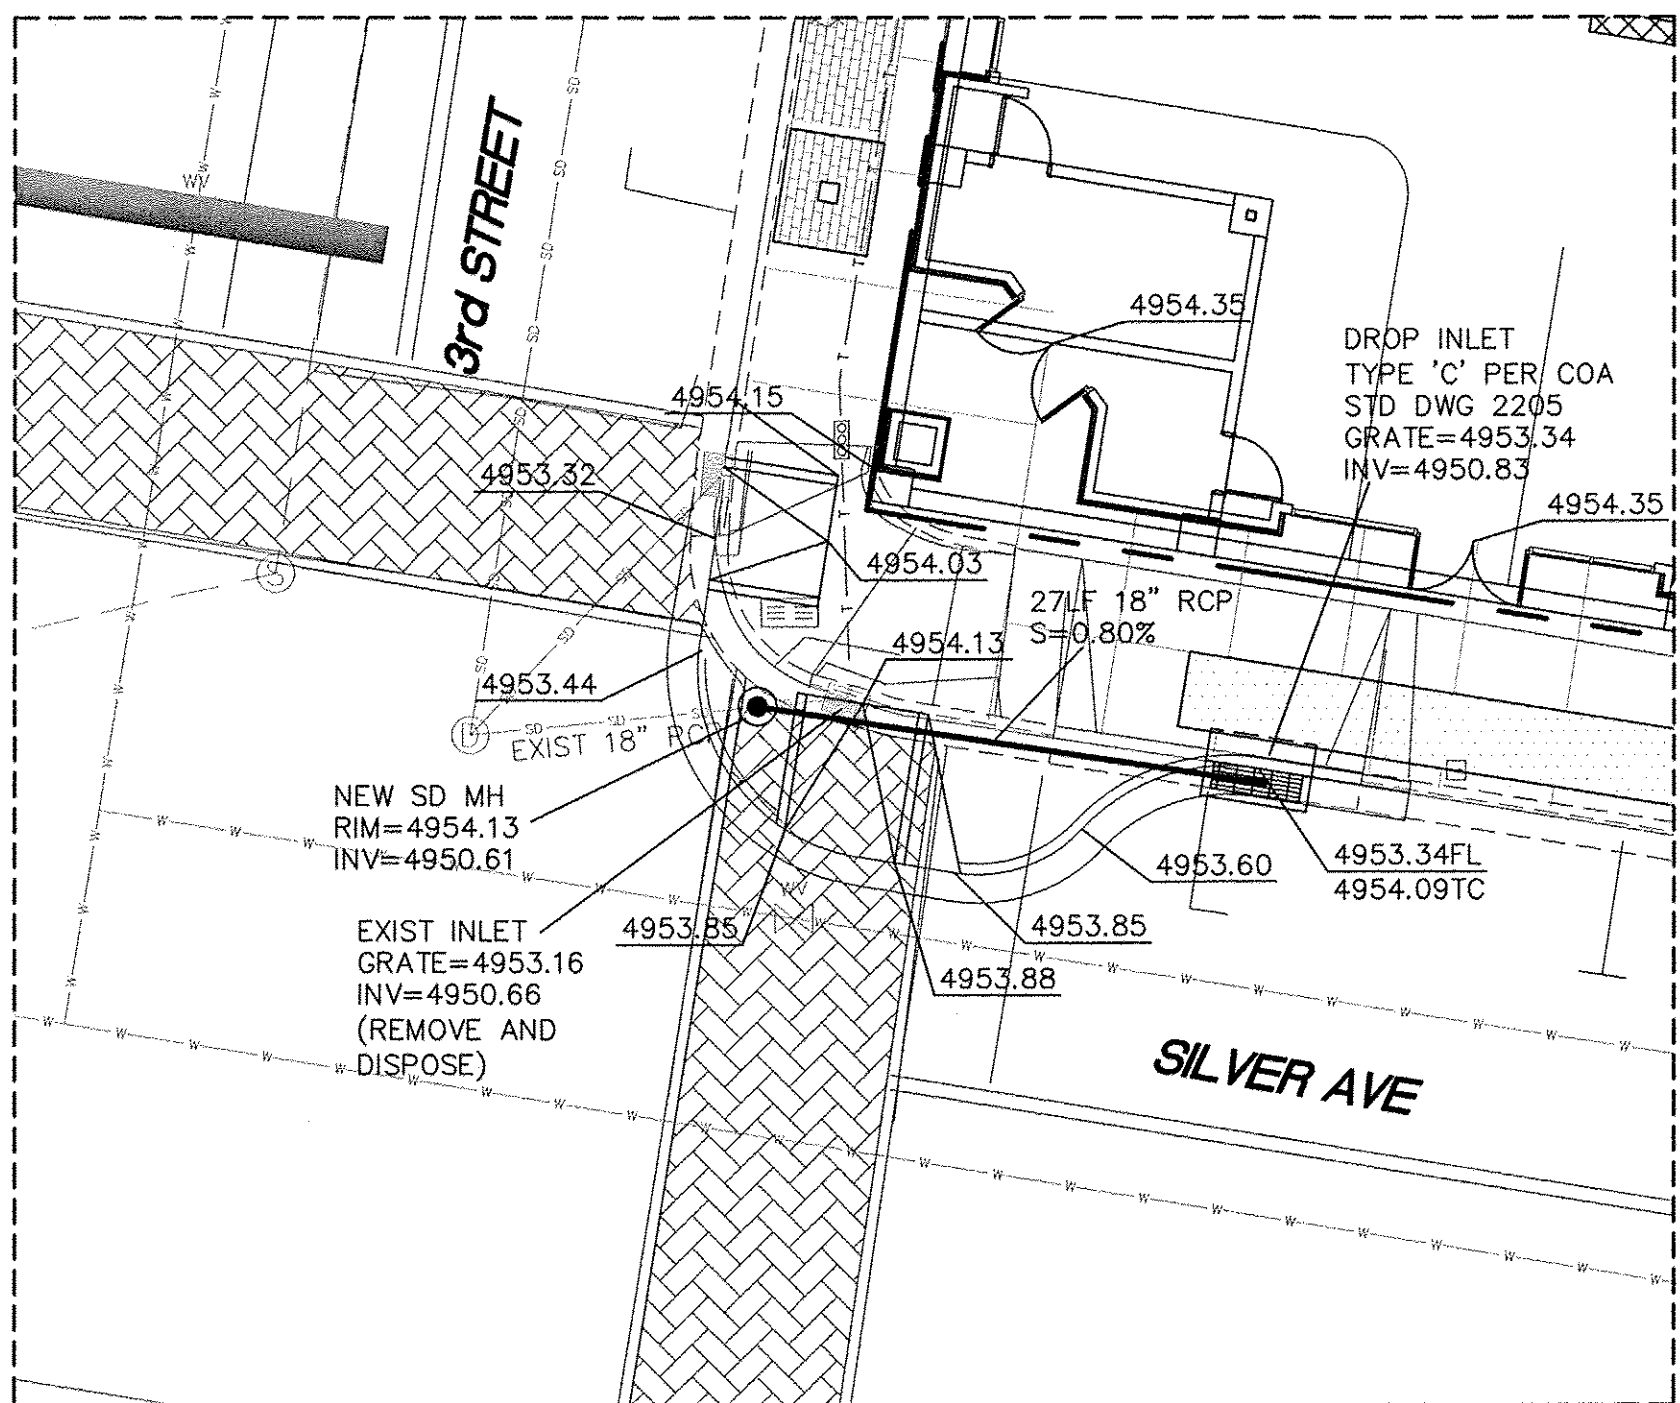 3rd STREET
4954.35
DROP INLET
TYPE 'C' PER COA
STD DWG 2205
GRATE=4953.34
INV=4950.83
4954.15
4953.32
4954.35
4954.03
27LF 18" RCP
S=0.80%
4954.13
4953.44
EXIST 18" RCP
NEW SD MH
RIM=4954.13
INV=4950.61
4953.60
4953.34FL
4954.09TC
EXIST INLET
GRATE=4953.16
INV=4950.66
(REMOVE AND
DISPOSE)
4953.85
4953.85
4953.88
SILVER AVE
WV
WV
S
D